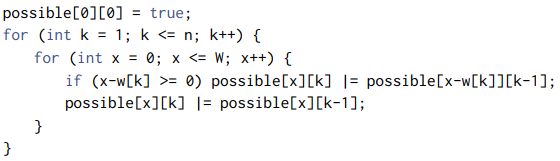 possible[0][0] = true;
for (int k = 1; k <= n; k++) {
    for (int x = 0; x <= W; x++) {
        if (x-w[k] >= 0) possible[x][k] |= possible[x-w[k]][k-1];
        possible[x][k] |= possible[x][k-1];
    }
}